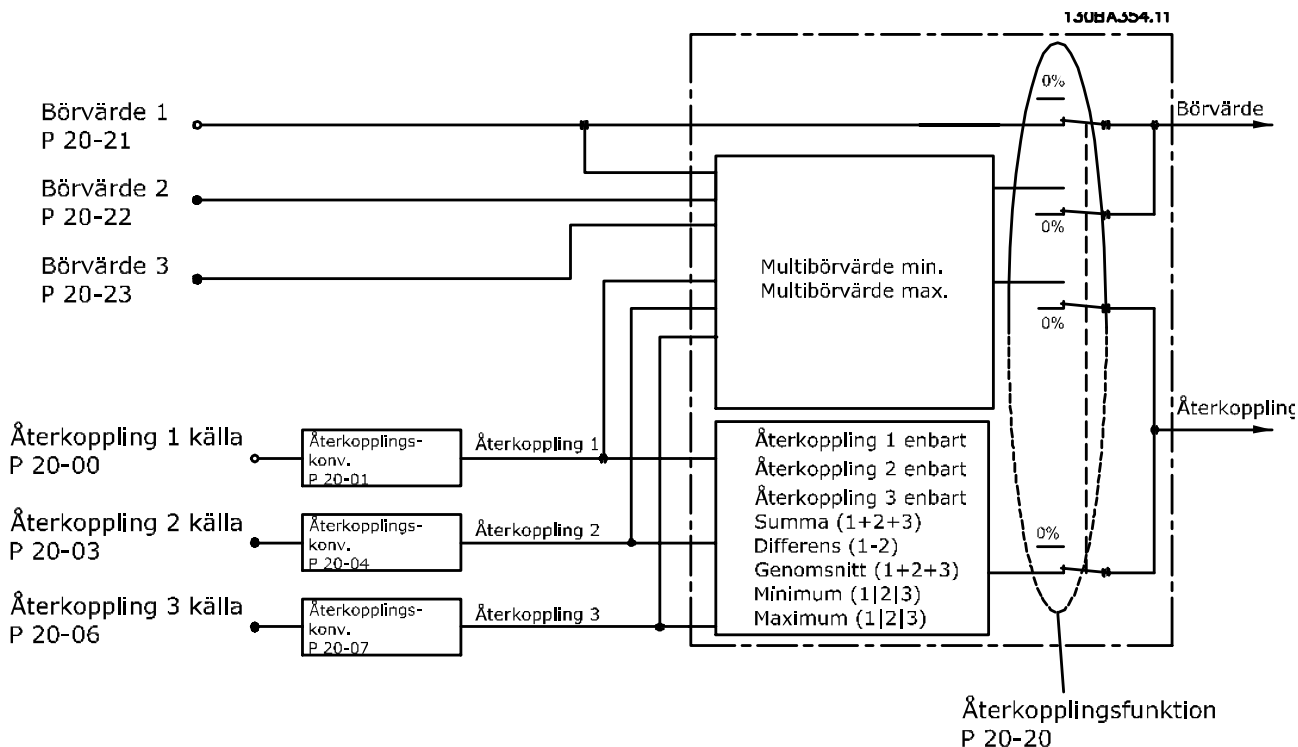 130BA354.11
0%
Börvärde 1
P 20-21
Börvärde
Börvärde 2
P 20-22
0%
Börvärde 3
P 20-23
Multibörvärde min.
Multibörvärde max.
0%
Återkoppling
Återkoppling 1 källa
P 20-00
Återkopplings-
konv.
P 20-01
Återkoppling 1
Återkoppling 2 källa
P 20-03
Återkopplings-
konv.
P 20-04
Återkoppling 2
Återkoppling 3 källa
P 20-06
Återkopplings-
konv.
P 20-07
Återkoppling 3
Återkoppling 1 enbart
Återkoppling 2 enbart
Återkoppling 3 enbart
Summa (1+2+3)
Differens (1-2)
Genomsnitt (1+2+3)
Minimum (1|2|3)
Maximum (1|2|3)
0%
Återkopplingsfunktion
P 20-20